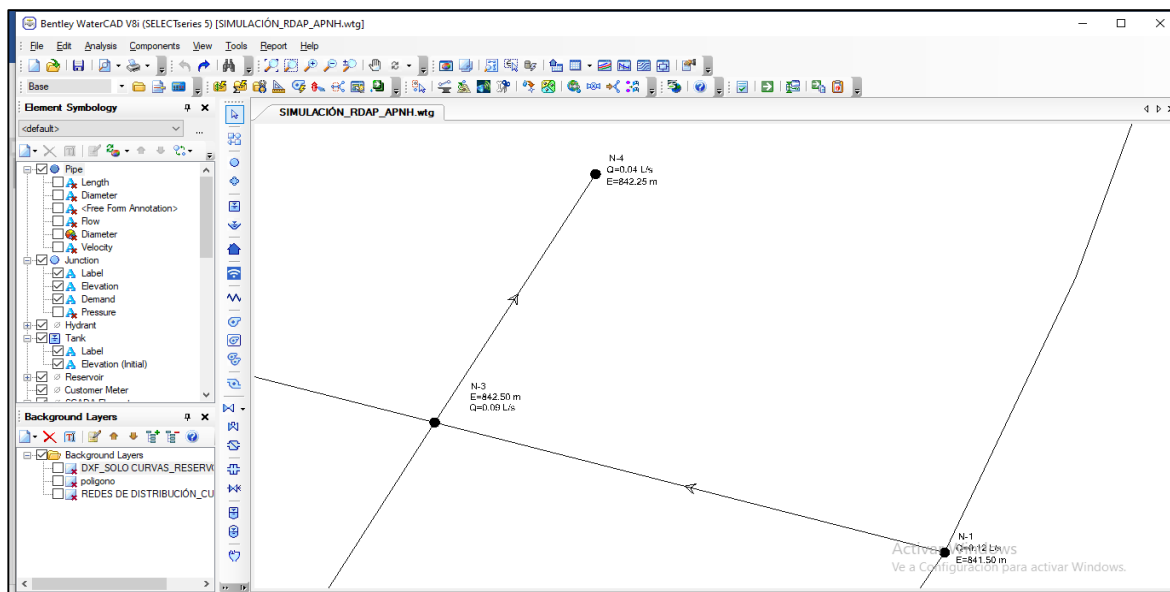 Bentley WaterCAD V8i (SELECTseries 5) [SIMULACIÓN_RDAP_APNH.wtg]
File Edit Analysis Components View Tools Report Help
Base
Element Symbology
<default>
...
Pipe
Length
Diameter
<Free Form Annotation>
Flow
Diameter
Velocity
Junction
Label
Elevation
Demand
Pressure
Hydrant
Tank
Label
Elevation (Initial)
Reservoir
Customer Meter
Background Layers
Background Layers
DXF_SOLO CURVAS_RESERV
poligono
REDES DE DISTRIBUCIÓN_CU
SIMULACIÓN_RDAP_APNH.wtg
N-4
Q=0.04 L/s
E=842.25 m
N-3
E=842.50 m
Q=0.09 L/s
N-1
Q=0.12 L/s
E=841.50 m
Activar Windows
Ve a Configuración para activar Windows.